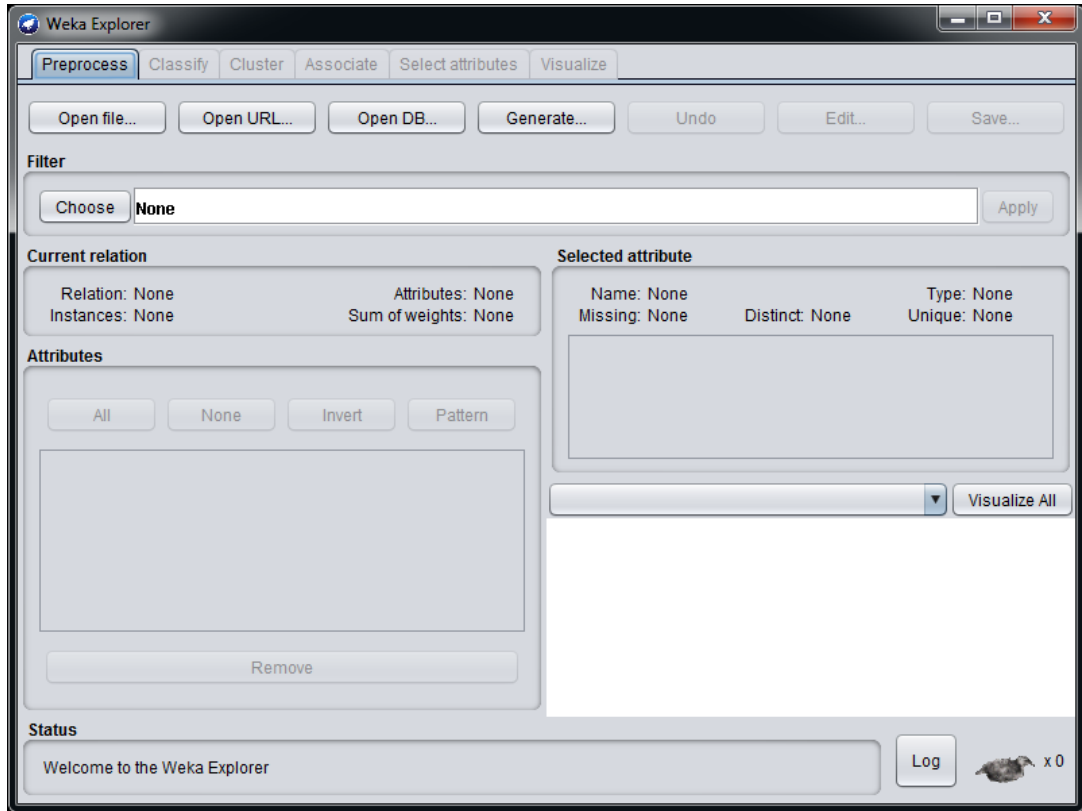 Weka Explorer
Preprocess Classify Cluster Associate Select attributes Visualize
Open file... Open URL... Open DB... Generate... Undo Edit... Save...
Filter
Choose None Apply
Current relation
Relation: None Attributes: None
Instances: None Sum of weights: None
Selected attribute
Name: None Type: None
Missing: None Distinct: None Unique: None
Attributes
All None Invert Pattern
Remove
Visualize All
Status
Welcome to the Weka Explorer
Log x 0